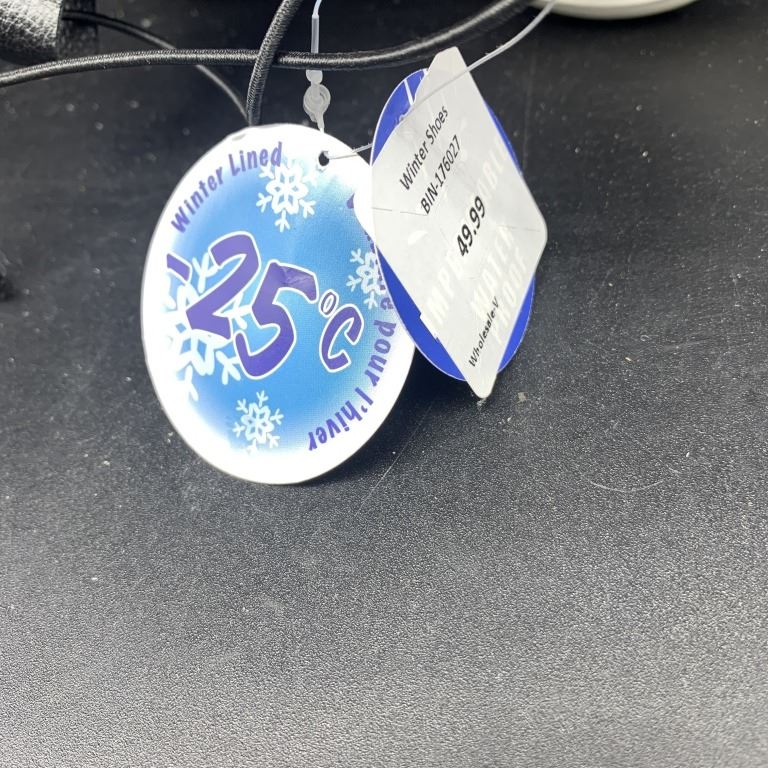 Winter Lined
-25°C
pour l'hiver
Winter Shoes
BIN-176027
49.99
Wholesale-V